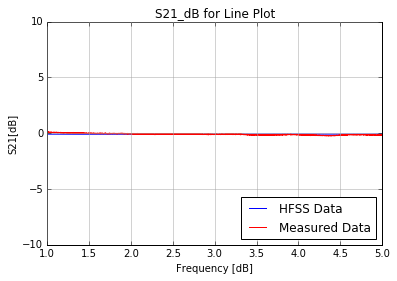 S21_dB for Line Plot
10
5
0
−5
−10
S21[dB]
1.0 1.5 2.0 2.5 3.0 3.5 4.0 4.5 5.0
Frequency [dB]
HFSS Data
Measured Data